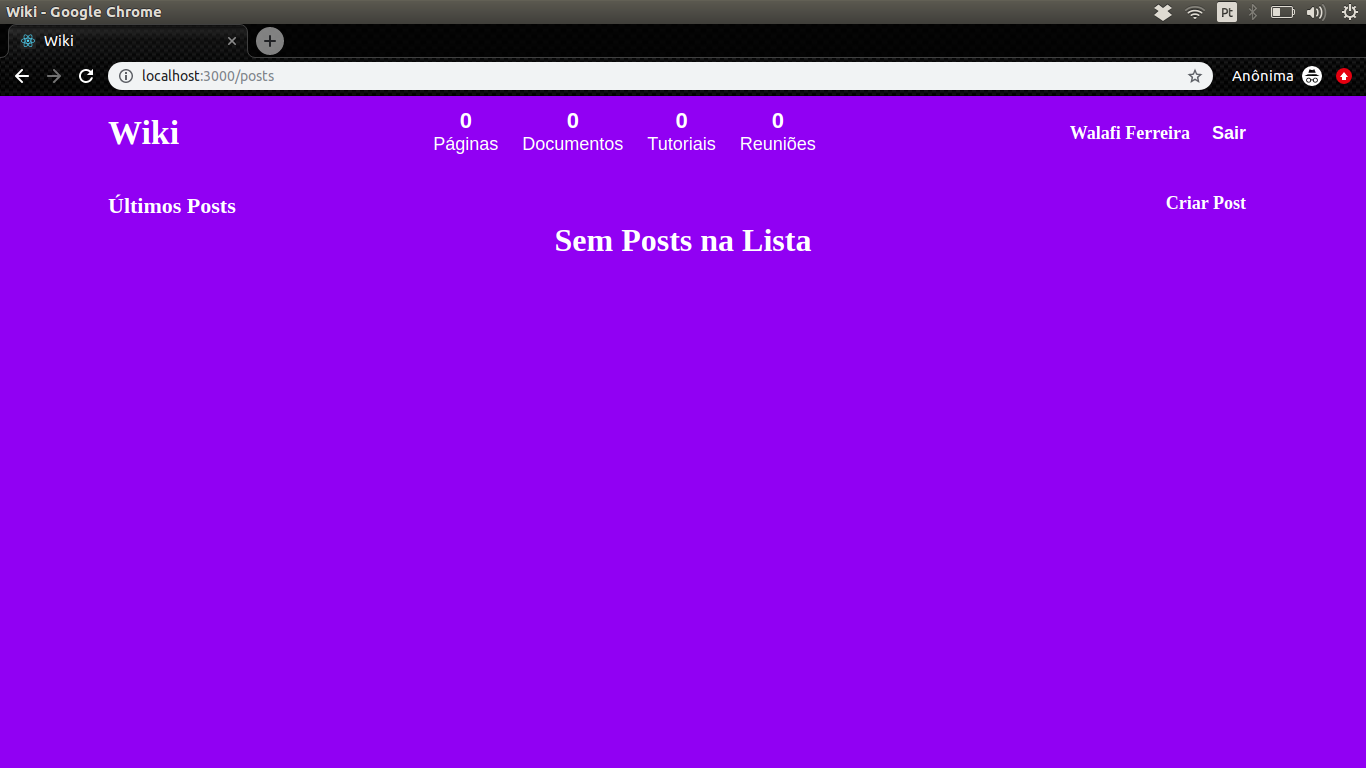 Wiki - Google Chrome
Pt
Wiki
localhost:3000/posts
Anônima
Wiki
0 0 0 0
Páginas Documentos Tutoriais Reuniões
Walafi Ferreira Sair
Últimos Posts
Criar Post
Sem Posts na Lista